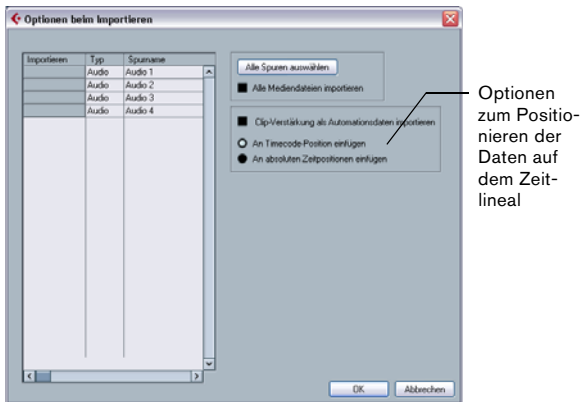 Optionen beim Importieren
Importieren Typ Spurname
Audio Audio 1
Audio Audio 2
Audio Audio 3
Audio Audio 4
Alle Spuren auswählen
Alle Mediendateien importieren
Clip-Verstärkung als Automationsdaten importieren
An Timecode-Position einfügen
An absoluten Zeitpositionen einfügen
OK Abbrechen
Optionen
zum Positio-
nieren der
Daten auf
dem Zeit-
lineal